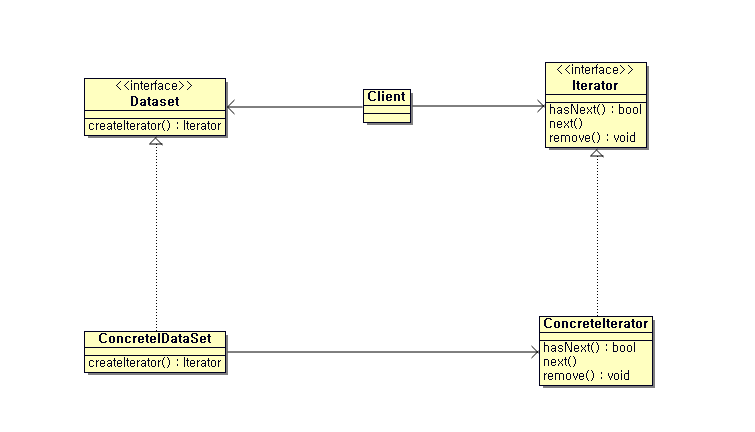 <<interface>>
Dataset
createIterator() : Iterator
Client
<<interface>>
Iterator
hasNext() : bool
next()
remove() : void
ConcretelDataSet
createIterator() : Iterator
ConcreteIterator
hasNext() : bool
next()
remove() : void